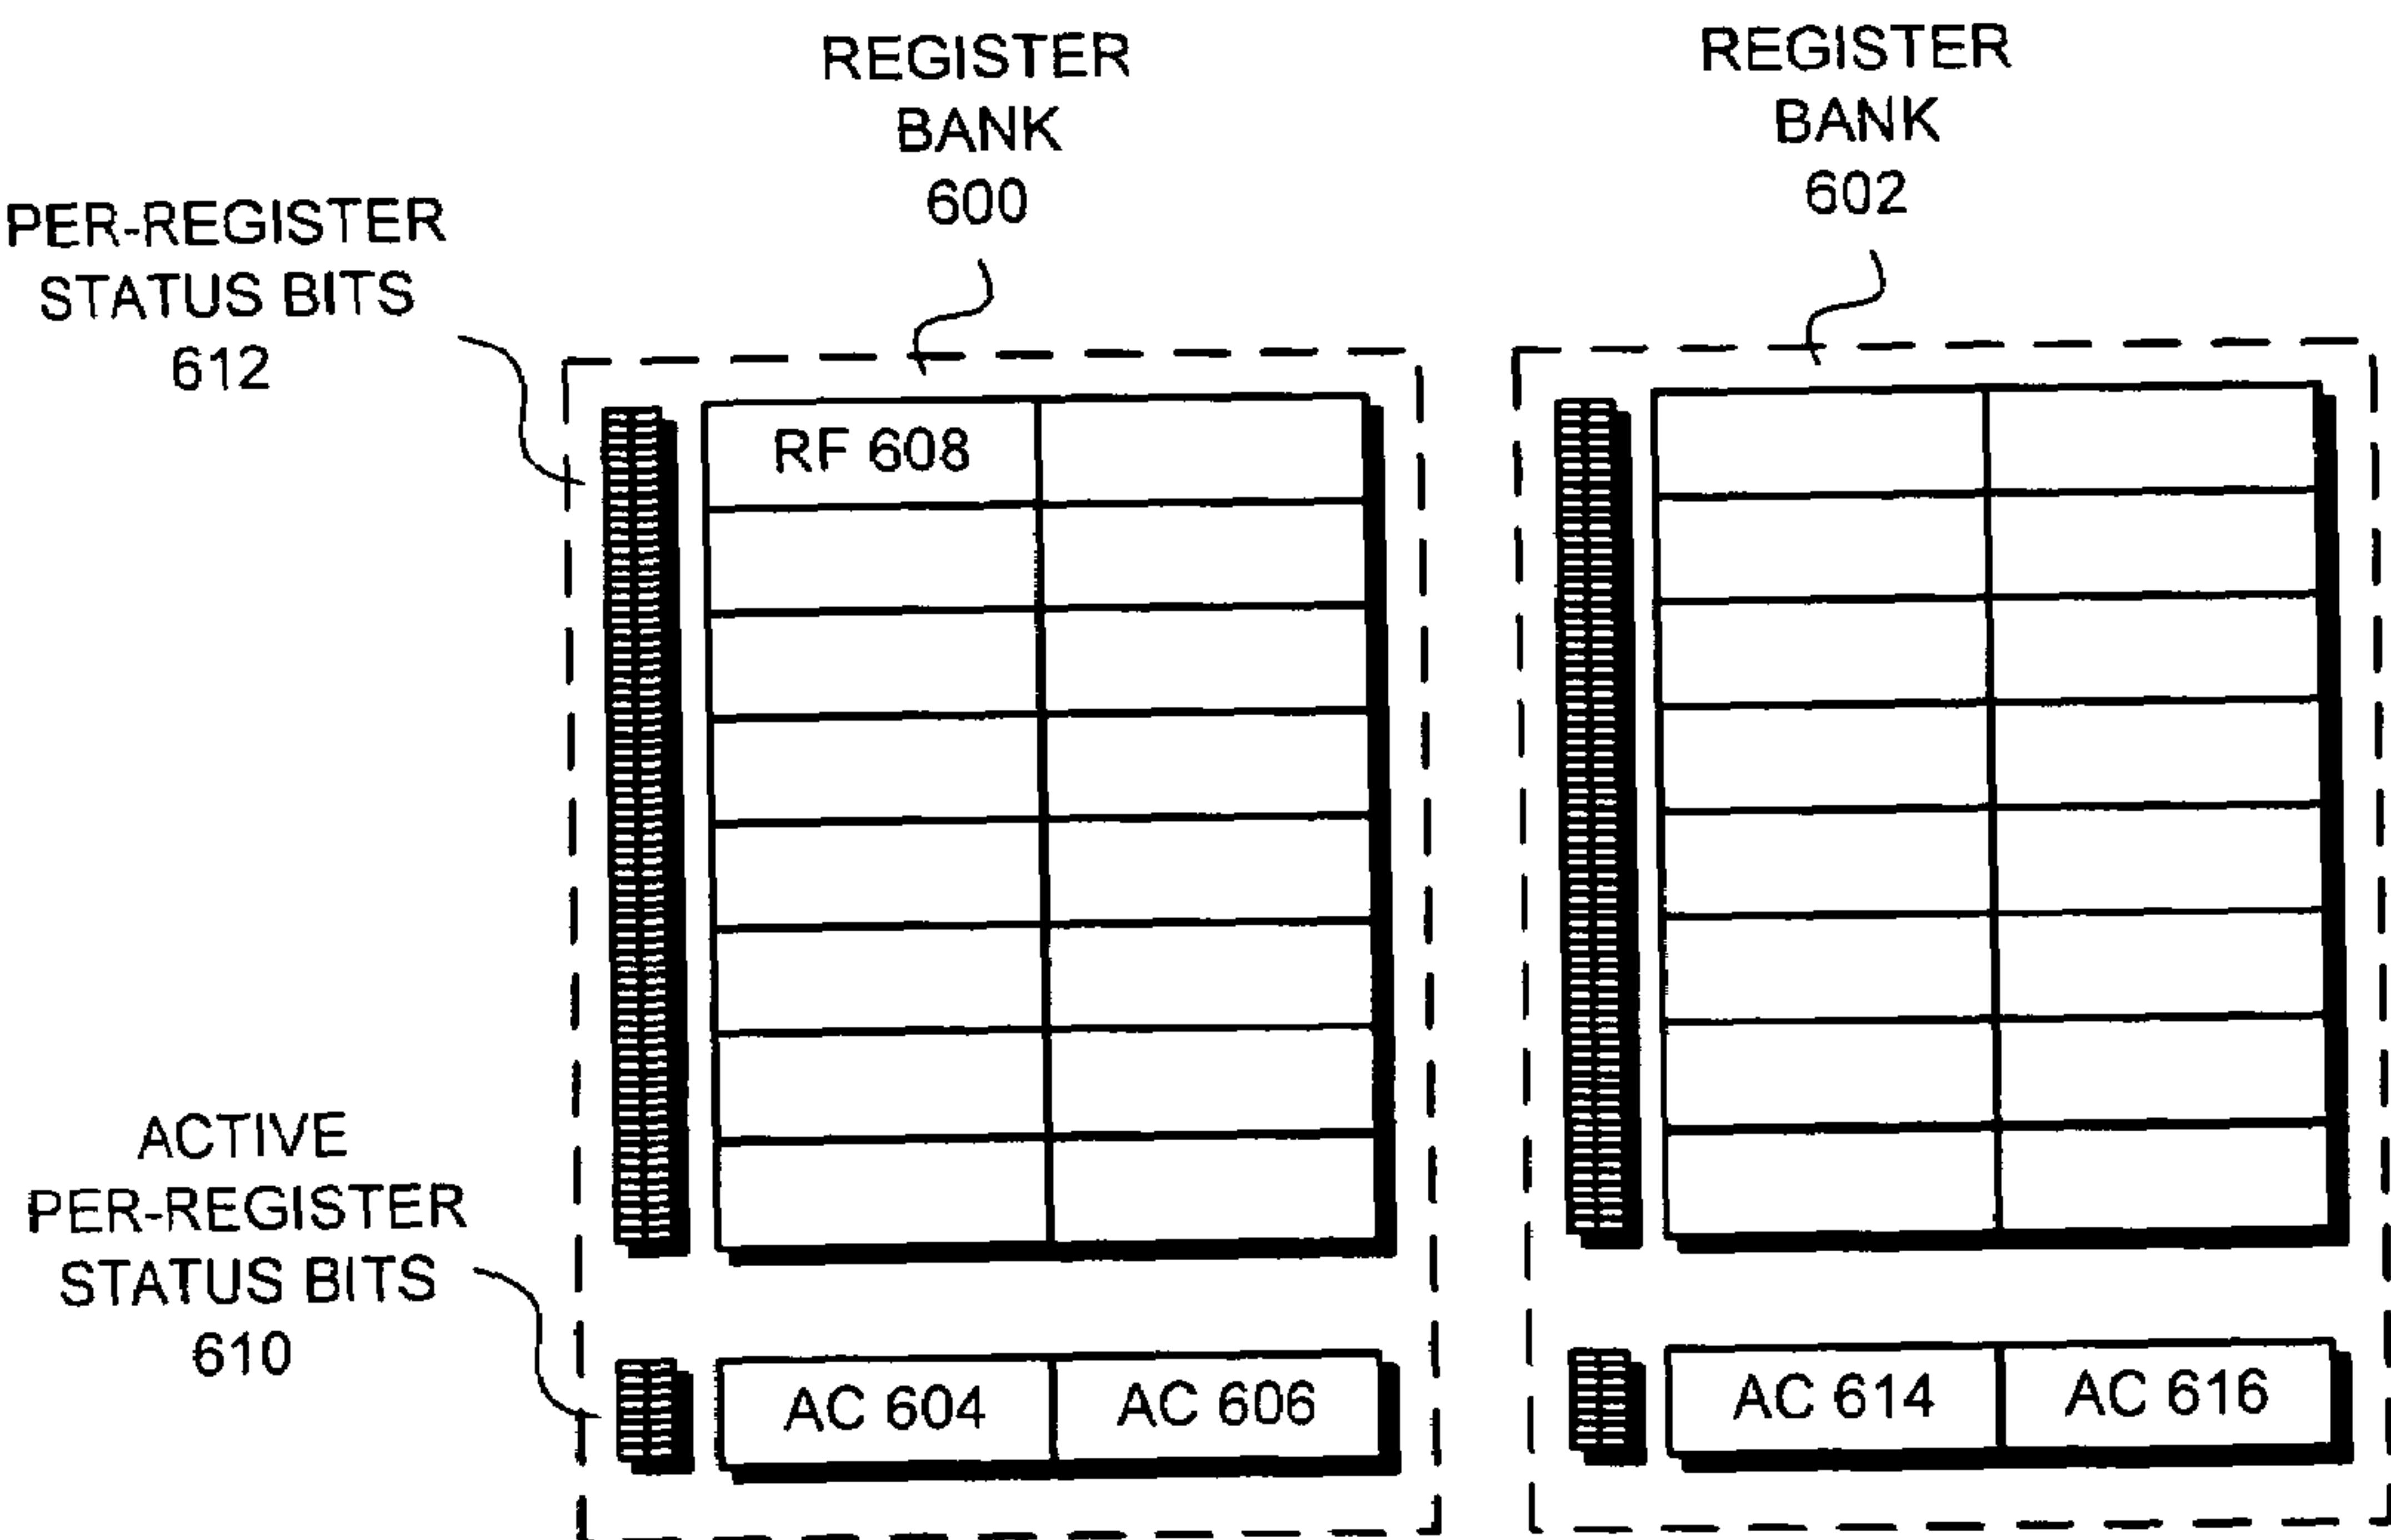 REGISTER
BANK
600
REGISTER
BANK
602
PER-REGISTER
STATUS BITS
612
RF 608
ACTIVE
PER-REGISTER
STATUS BITS
610
AC 604
AC 606
AC 614
AC 616